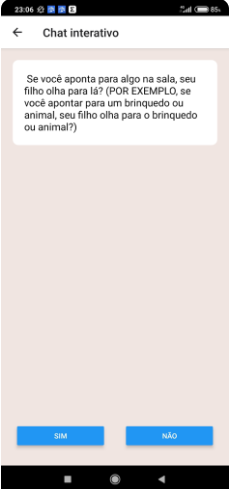 23:06
85
Chat interativo
Se você aponta para algo na sala, seu
filho olha para lá? (POR EXEMPLO, se
você apontar para um brinquedo ou
animal, seu filho olha para o brinquedo
ou animal?)
SIM
NÃO